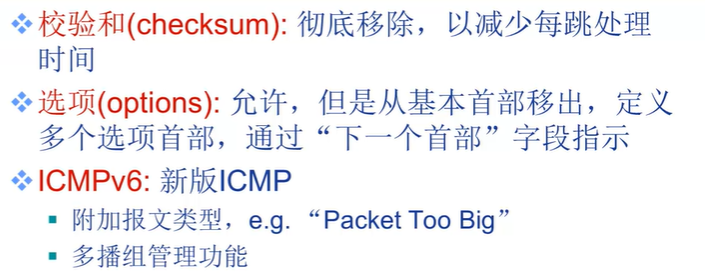 校验和(checksum): 彻底移除，以减少每跳处理
时间
选项(options): 允许，但是从基本首部移出，定义
多个选项首部，通过“下一个首部”字段指示
ICMPv6: 新版ICMP
附加报文类型，e.g. “Packet Too Big”
多播组管理功能